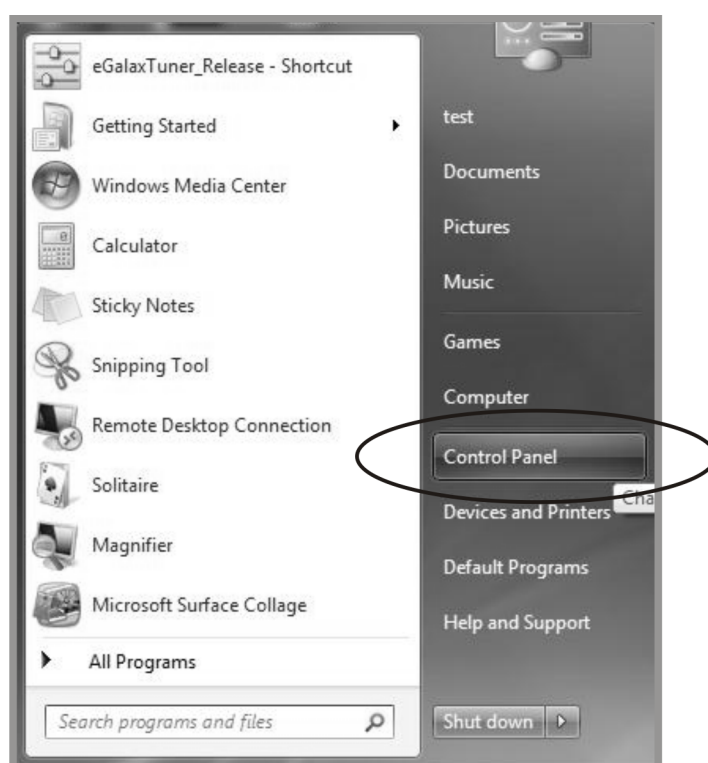 eGalaxTuner_Release - Shortcut
Getting Started
Windows Media Center
Calculator
Sticky Notes
Snipping Tool
Remote Desktop Connection
Solitaire
Magnifier
Microsoft Surface Collage
All Programs
Search programs and files
test
Documents
Pictures
Music
Games
Computer
Control Panel
Cha
Devices and Printers
Default Programs
Help and Support
Shut down